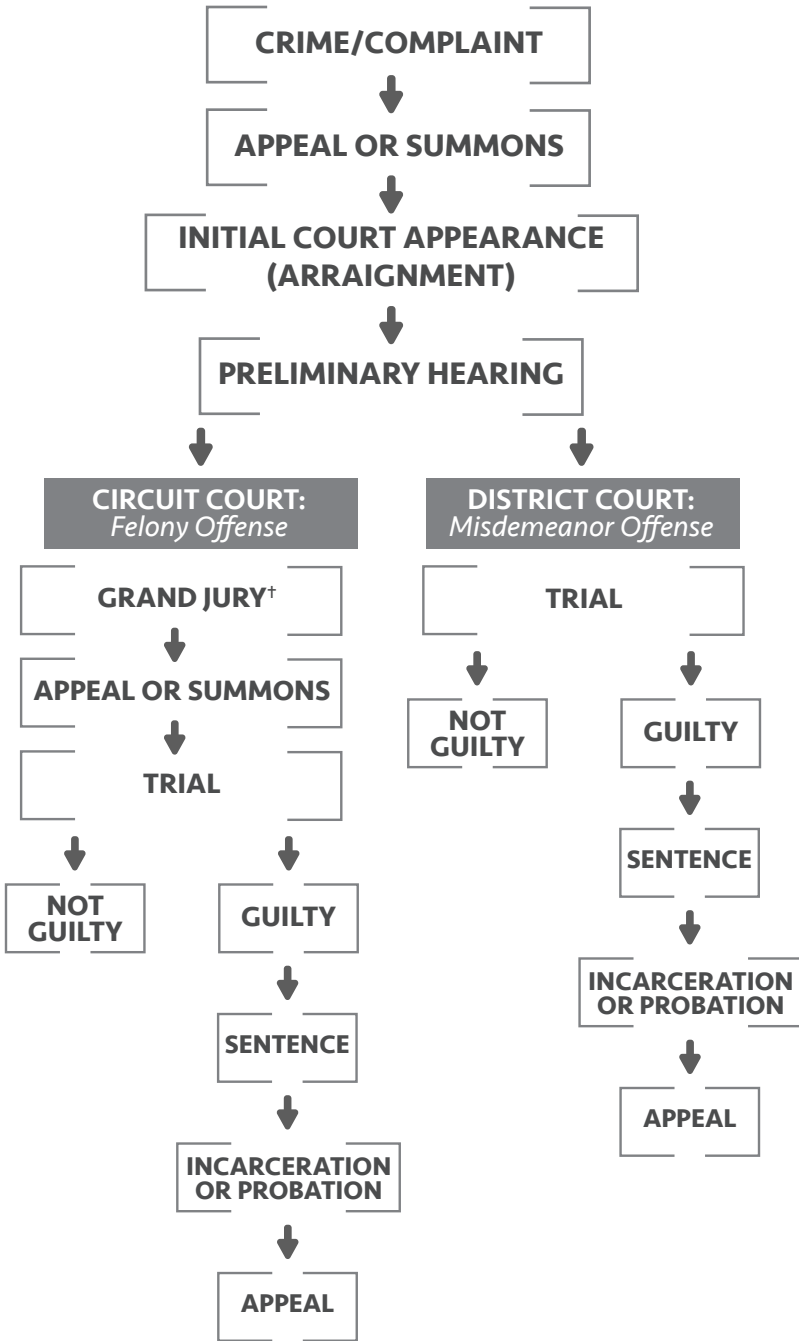 CRIME/COMPLAINT
APPEAL OR SUMMONS
INITIAL COURT APPEARANCE
(ARRAIGNMENT)
PRELIMINARY HEARING
CIRCUIT COURT:
Felony Offense
GRAND JURY†
APPEAL OR SUMMONS
TRIAL
NOT
GUILTY
GUILTY
SENTENCE
INCARCERATION
OR PROBATION
APPEAL
DISTRICT COURT:
Misdemeanor Offense
TRIAL
NOT
GUILTY
GUILTY
SENTENCE
INCARCERATION
OR PROBATION
APPEAL